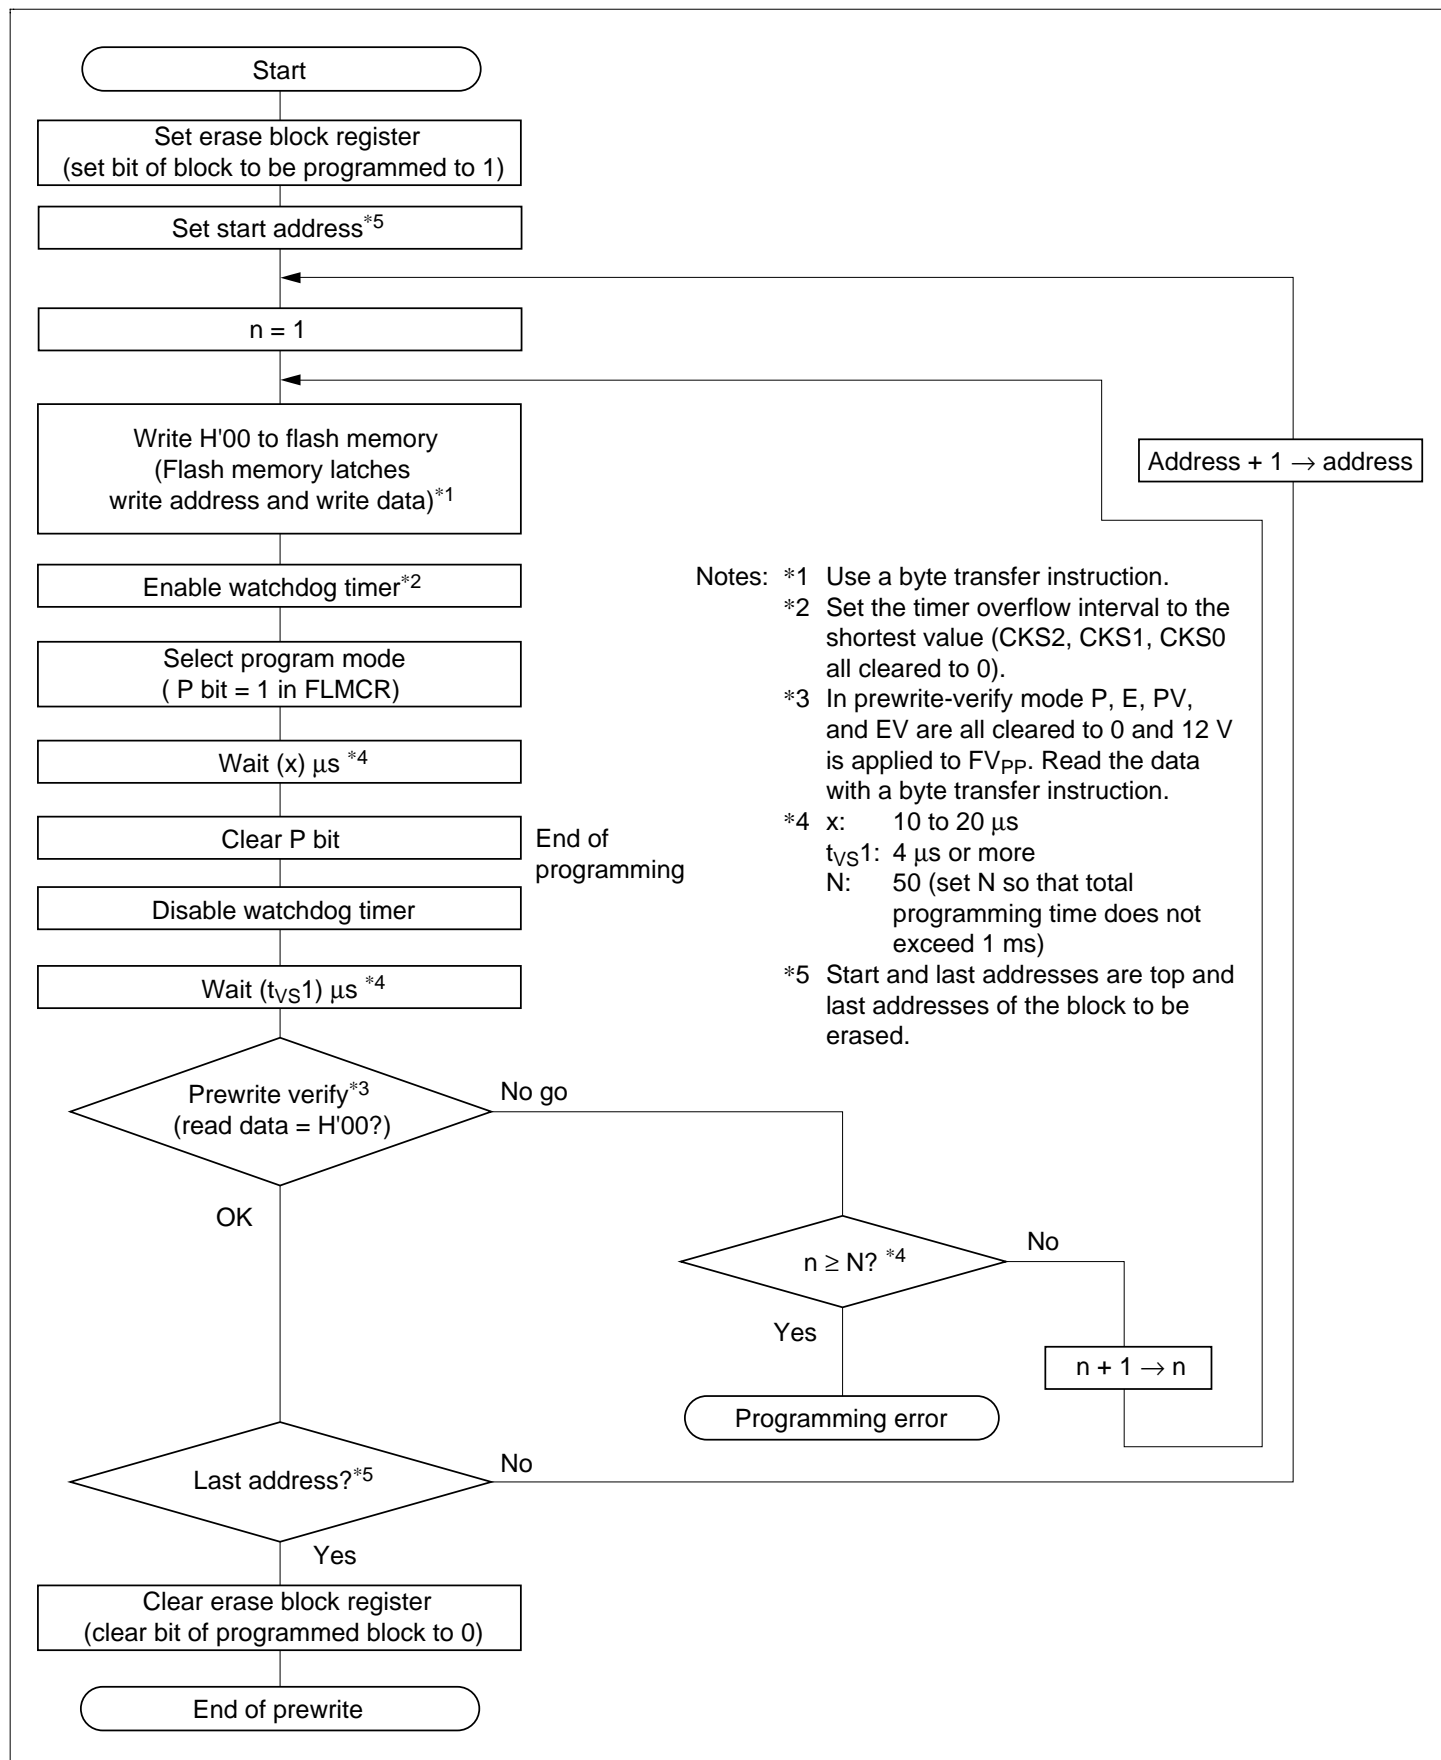 Start
Set erase block register
(set bit of block to be programmed to 1)
Set start address*5
n = 1
Write H'00 to flash memory
(Flash memory latches
write address and write data)*1
Address + 1 → address
Enable watchdog timer*2
Select program mode
( P bit = 1 in FLMCR)
Wait (x) μs *4
Clear P bit
End of
programming
Disable watchdog timer
Wait (tVS1) μs *4
Notes: *1 Use a byte transfer instruction.
*2 Set the timer overflow interval to the
shortest value (CKS2, CKS1, CKS0
all cleared to 0).
*3 In prewrite-verify mode P, E, PV,
and EV are all cleared to 0 and 12 V
is applied to FVPP. Read the data
with a byte transfer instruction.
*4 x: 10 to 20 μs
tVS1: 4 μs or more
N: 50 (set N so that total
programming time does not
exceed 1 ms)
*5 Start and last addresses are top and
last addresses of the block to be
erased.
Prewrite verify*3
(read data = H'00?)
No go
OK
n ≥ N? *4
No
Yes
n + 1 → n
Programming error
Last address?*5
No
Yes
Clear erase block register
(clear bit of programmed block to 0)
End of prewrite